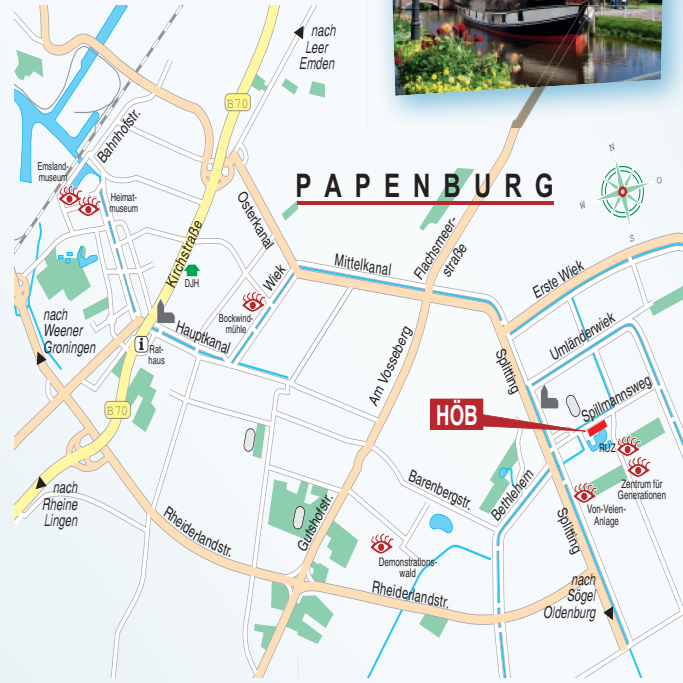 nach
Leer
Emden
B70
Bahnhofstr.
Emsland-
museum
Heimat-
museum
PAPENBURG
N
O
W
S
Osterkanal
Kirchstraße
Flachsmeer-
straße
Mittelkanal
Erste Wiek
Wiek
DJH
Bockwind-
mühle
nach
Weener
Groningen
Hauptkanal
i
Rat-
haus
Umländerwiek
Splitting
Am Vosseberg
Spillmannsweg
HÖB
B70
RUZ
Zentrum für
Generationen
Von-Velen-
Anlage
Barenbergstr.
Bethlehem
nach
Rheine
Lingen
Rheiderlandstr.
Gutshofstr.
Splitting
Demonstrations-
wald
Rheiderlandstr.
nach
Sögel
Oldenburg